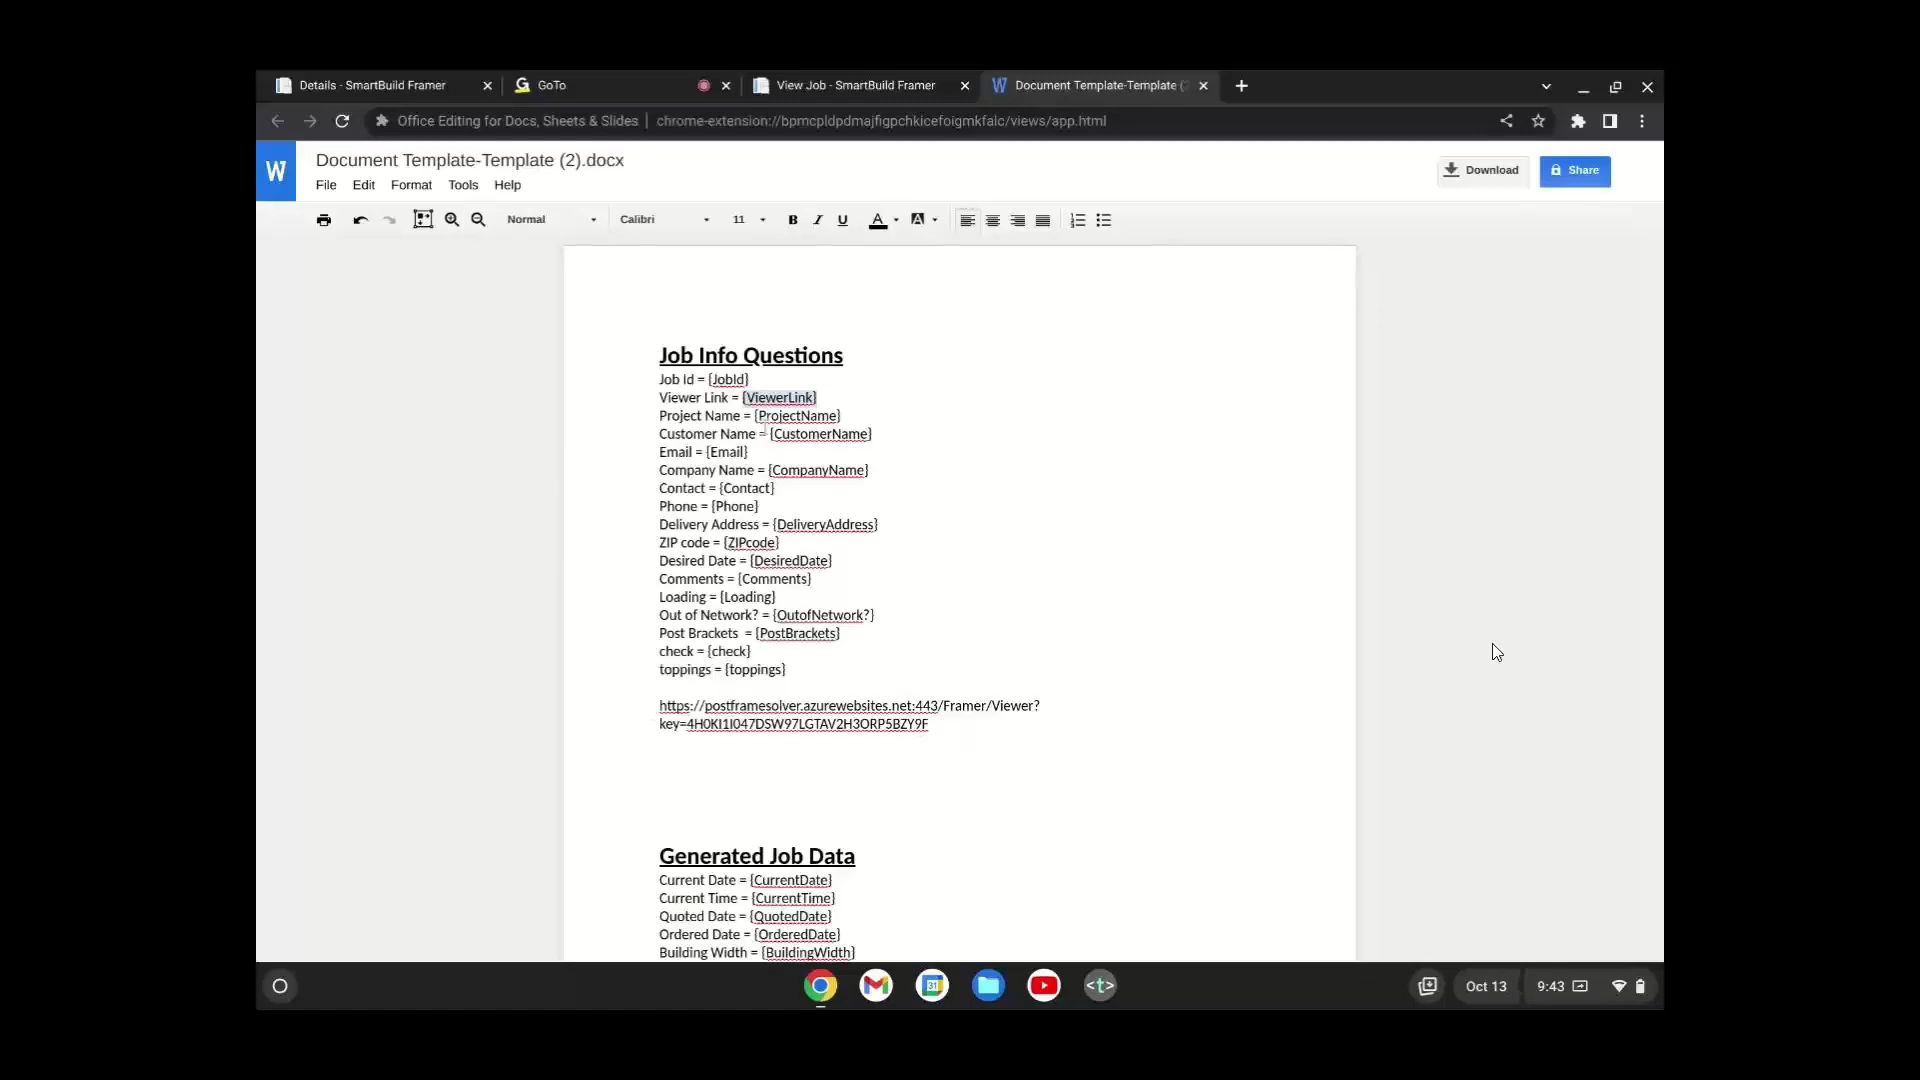 Details - SmartBuild Framer
GoTo
View Job - SmartBuild Framer
Document Template-Template (
Office Editing for Docs, Sheets & Slides | chrome-extension://bpmcpldpdmajfigpchkicefoigmkfalc/views/app.html
W
Document Template-Template (2).docx
File Edit Format Tools Help
Download
Share
Normal Calibri 11 B I U A A
Job Info Questions
Job Id = {JobId}
Viewer Link = {ViewerLink}
Project Name = {ProjectName}
Customer Name = {CustomerName}
Email = {Email}
Company Name = {CompanyName}
Contact = {Contact}
Phone = {Phone}
Delivery Address = {DeliveryAddress}
ZIP code = {ZIPcode}
Desired Date = {DesiredDate}
Comments = {Comments}
Loading = {Loading}
Out of Network? = {OutofNetwork?}
Post Brackets  = {PostBrackets}
check = {check}
toppings = {toppings}
https://postframesolver.azurewebsites.net:443/Framer/Viewer?
key=4H0KI1I047DSW97LGTAV2H3ORP5BZY9F
Generated Job Data
Current Date = {CurrentDate}
Current Time = {CurrentTime}
Quoted Date = {QuotedDate}
Ordered Date = {OrderedDate}
Building Width = {BuildingWidth}
31
<t>
Oct 13
9:43